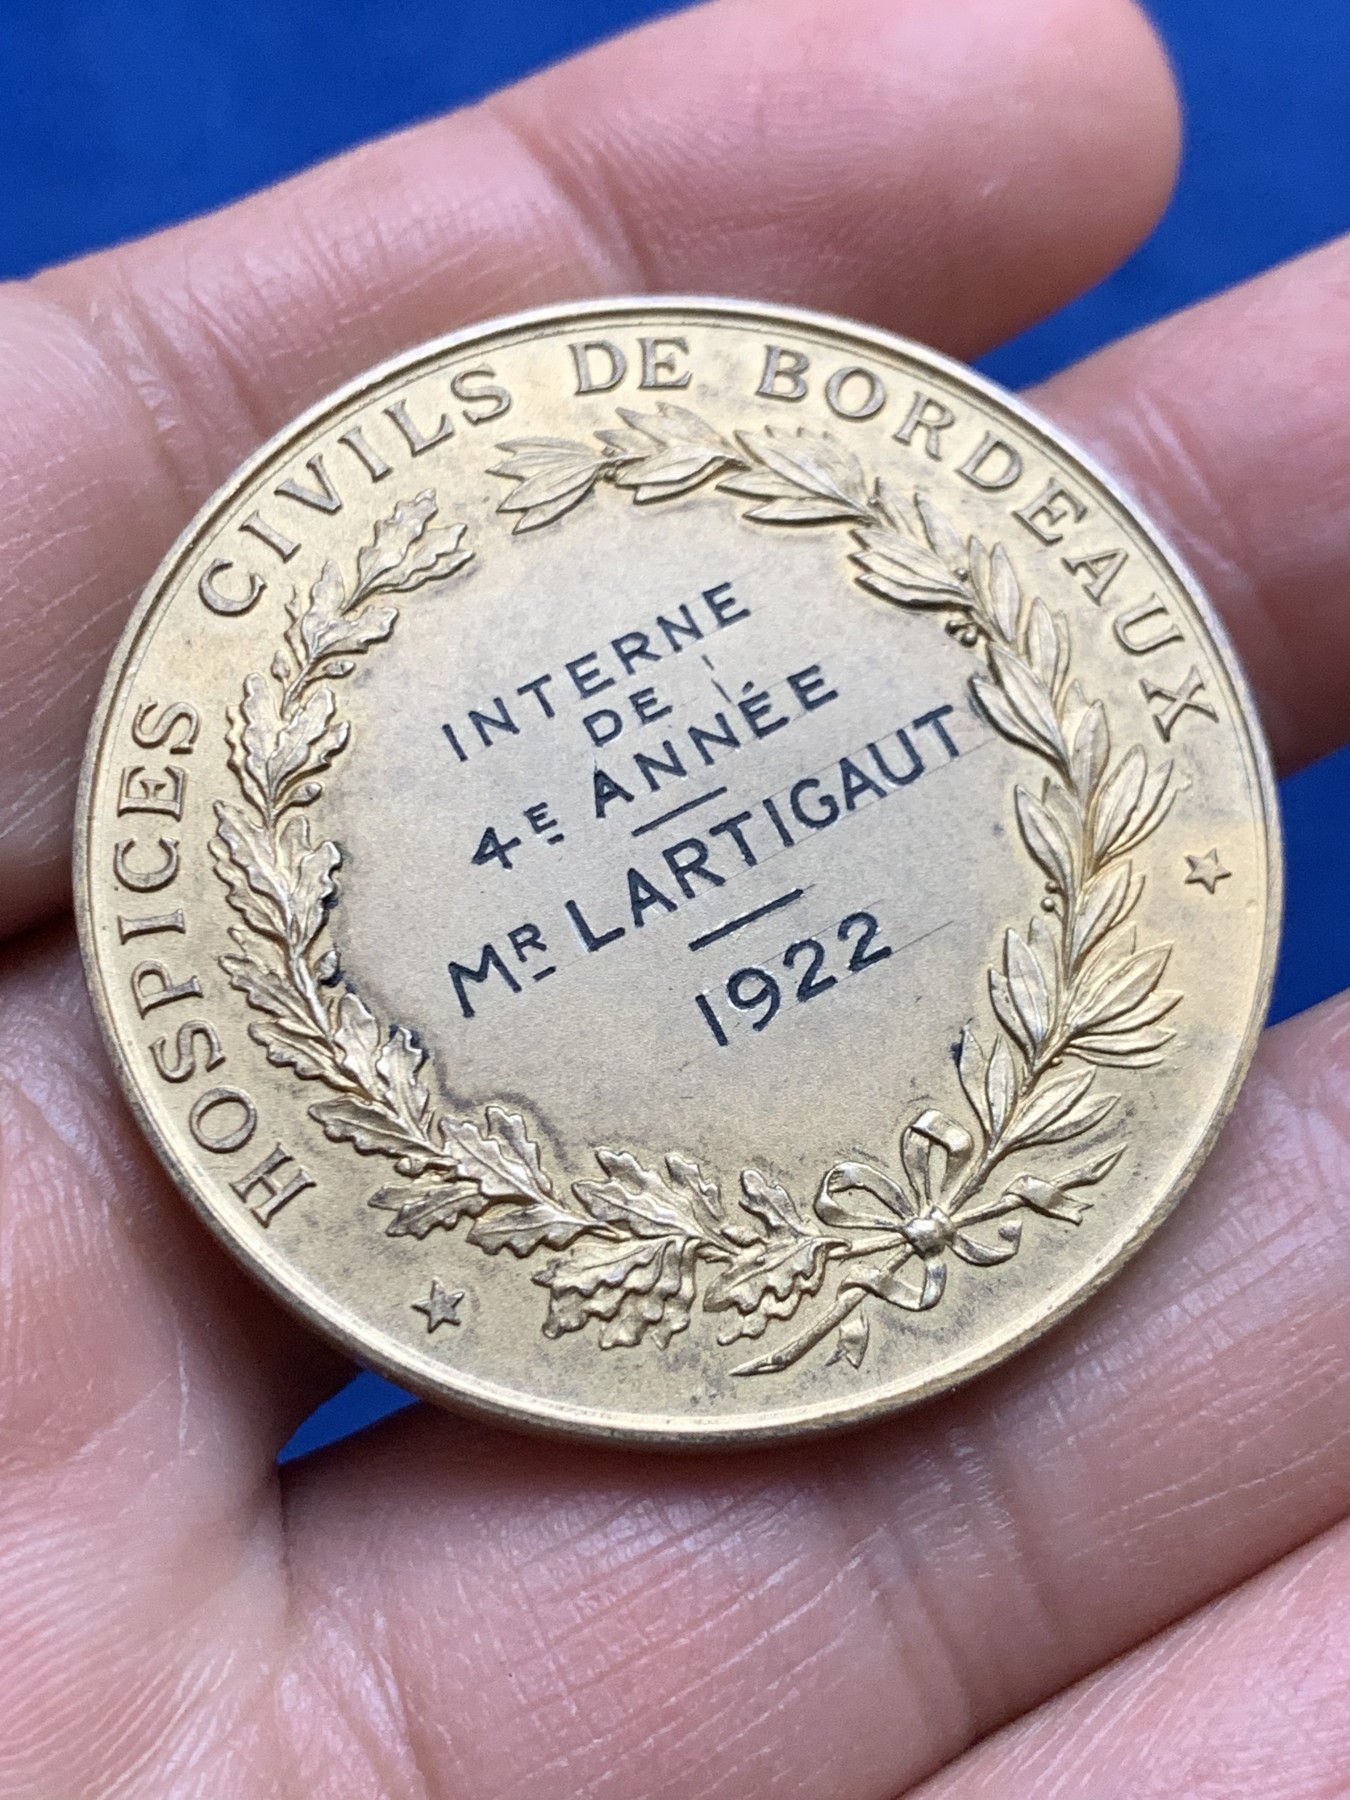 HOSPICES CIVILS DE BORDEAUX
INTERNE
DE
4E ANNÉE
MR LARTIGAUT
1922